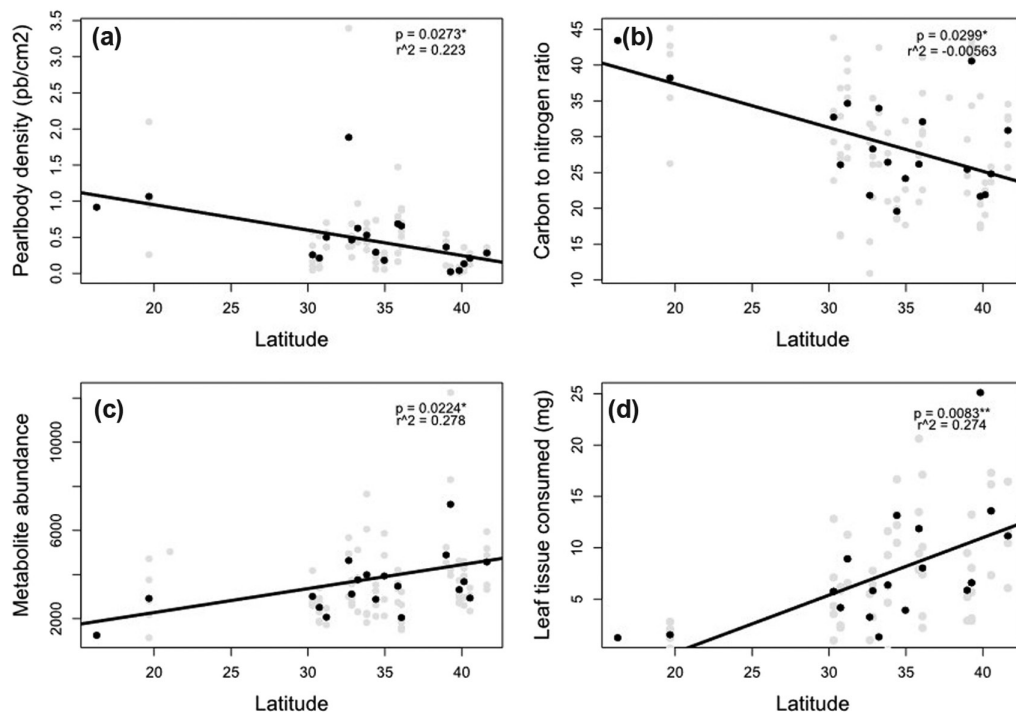 (a)
p = 0.0273*
r^2 = 0.223
Pearlbody density (pb/cm2)
0.0 0.5 1.0 1.5 2.0 2.5 3.0 3.5
20 25 30 35 40
Latitude
(b)
p = 0.0299*
r^2 = -0.00563
Carbon to nitrogen ratio
10 15 20 25 30 35 40 45
20 25 30 35 40
Latitude
(c)
p = 0.0224*
r^2 = 0.278
Metabolite abundance
2000 6000 10000
20 25 30 35 40
Latitude
(d)
p = 0.0083**
r^2 = 0.274
Leaf tissue consumed (mg)
5 10 15 20 25
20 25 30 35 40
Latitude